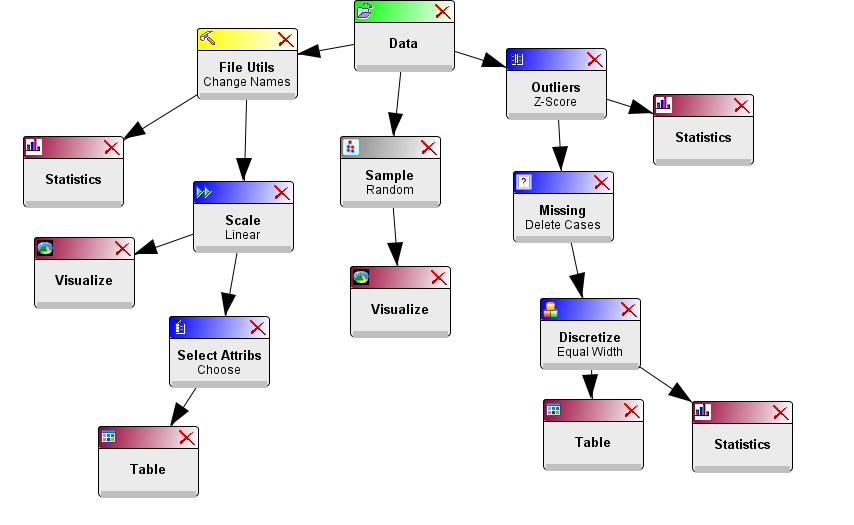 Data
File Utils
Change Names
Outliers
Z-Score
Statistics
Statistics
Sample
Random
Scale
Linear
Missing
Delete Cases
Visualize
Visualize
Discretize
Equal Width
Select Attribs
Choose
Table
Table
Statistics